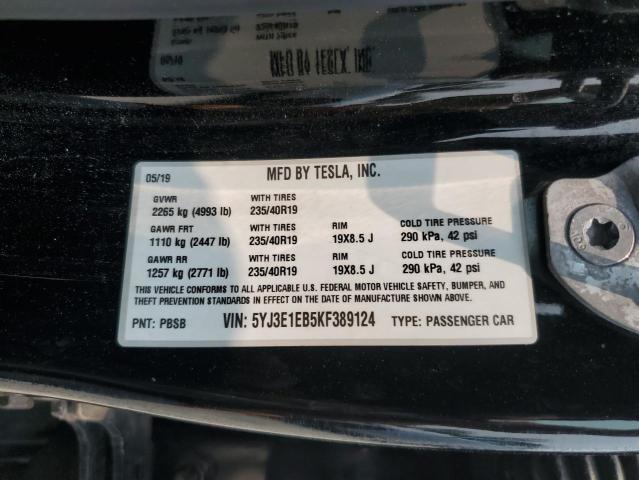 05/19 MFD BY TESLA, INC.
GVWR WITH TIRES
2265 kg (4993 lb) 235/40R19
GAWR FRT WITH TIRES RIM COLD TIRE PRESSURE
1110 kg (2447 lb) 235/40R19 19X8.5 J 290 kPa, 42 psi
GAWR RR WITH TIRES RIM COLD TIRE PRESSURE
1257 kg (2771 lb) 235/40R19 19X8.5 J 290 kPa, 42 psi
THIS VEHICLE CONFORMS TO ALL APPLICABLE U.S. FEDERAL MOTOR VEHICLE SAFETY, BUMPER, AND
THEFT PREVENTION STANDARDS IN EFFECT ON THE DATE OF MANUFACTURE SHOWN ABOVE.
PNT: PBSB VIN: 5YJ3E1EB5KF389124 TYPE: PASSENGER CAR